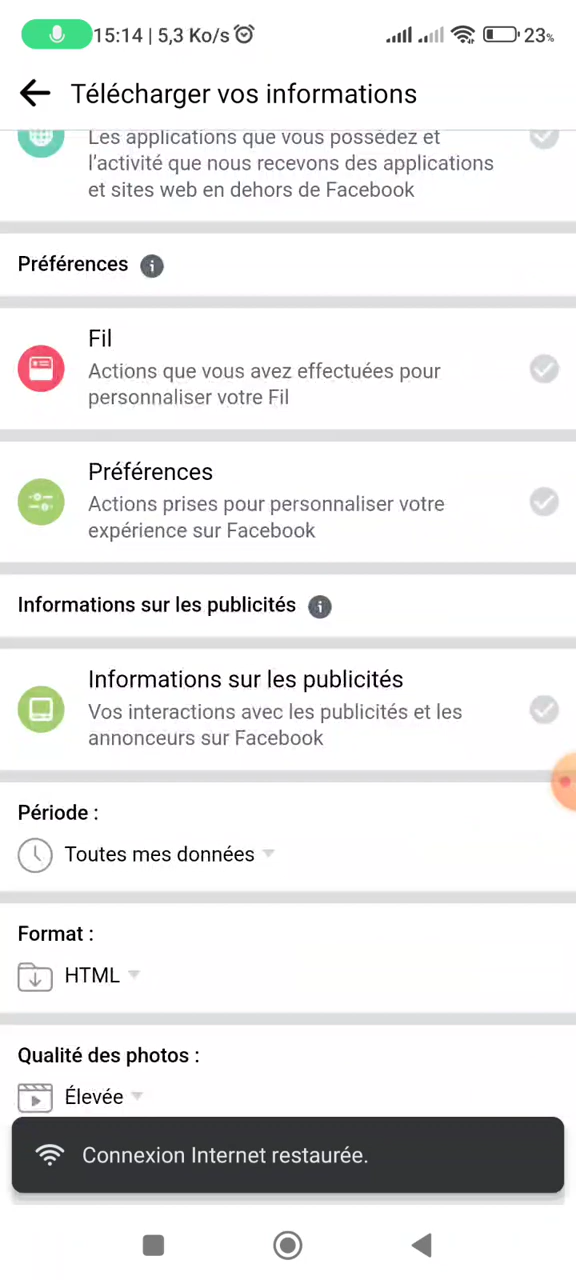 15:14 | 5,3 Ko/s
23%
Télécharger vos informations
Les applications que vous possédez et
l'activité que nous recevons des applications
et sites web en dehors de Facebook
Préférences
Fil
Actions que vous avez effectuées pour
personnaliser votre Fil
Préférences
Actions prises pour personnaliser votre
expérience sur Facebook
Informations sur les publicités
Informations sur les publicités
Vos interactions avec les publicités et les
annonceurs sur Facebook
Période :
Toutes mes données
Format :
HTML
Qualité des photos :
Élevée
Connexion Internet restaurée.